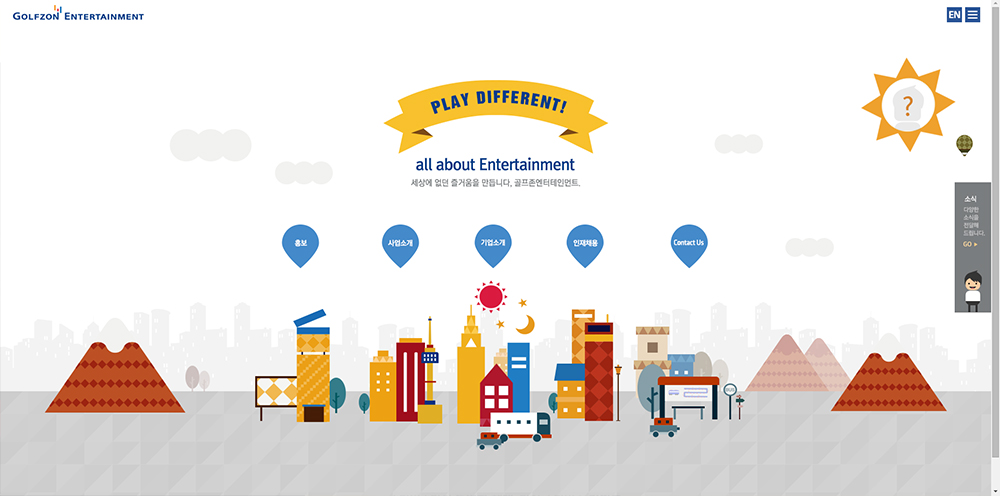 GOLFZON ENTERTAINMENT
EN
PLAY DIFFERENT!
?
all about Entertainment
세상에 없던 즐거움을 만듭니다, 골프존엔터테인먼트.
소식
다양한
소식을
전달해
드립니다.
GO ▶
홍보
사업소개
기업소개
인재채용
Contact Us
BUS